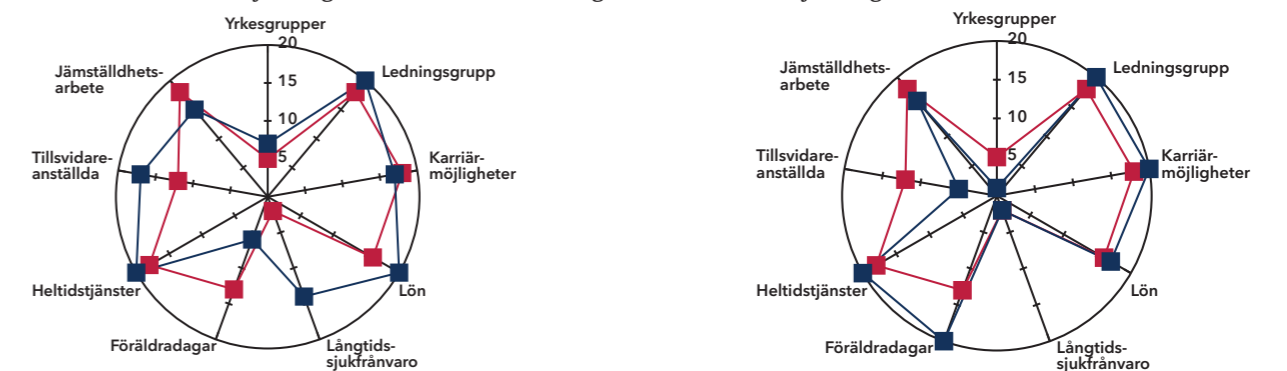 Yrkesgrupper
20
15
10
5
Ledningsgrupp
Karriär-
möjligheter
Lön
Långtids-
sjukfrånvaro
Föräldradagar
Heltidstjänster
Tillsvidare-
anställda
Jämställdhets-
arbete
Yrkesgrupper
20
15
10
5
Ledningsgrupp
Karriär-
möjligheter
Lön
Långtids-
sjukfrånvaro
Föräldradagar
Heltidstjänster
Tillsvidare-
anställda
Jämställdhets-
arbete